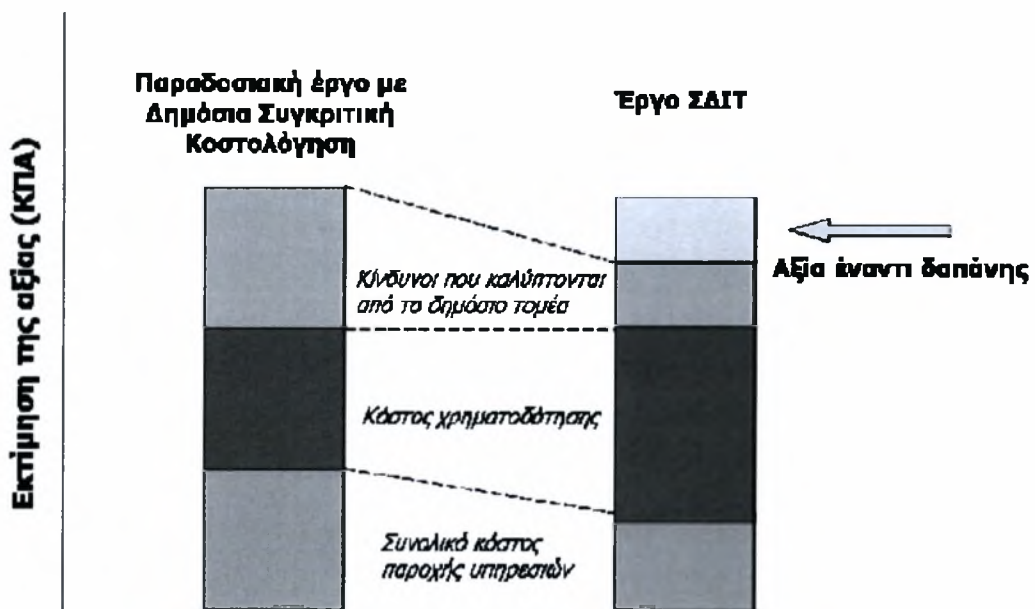 Εκτίμηση της αξίας (ΚΠΑ)
Παραδοσιακή έργο με
Δημόσια Συγκριτική
Κοστολόγηση
Έργο ΣΔΙΤ
Κίνδυνοι που καλύπτονται
από το δημόσιο τομέα
Αξία έναντι δαπάνης
Κόστος χρηματοδότησης
Συνολικό κόστος
παροχής υπηρεσιών